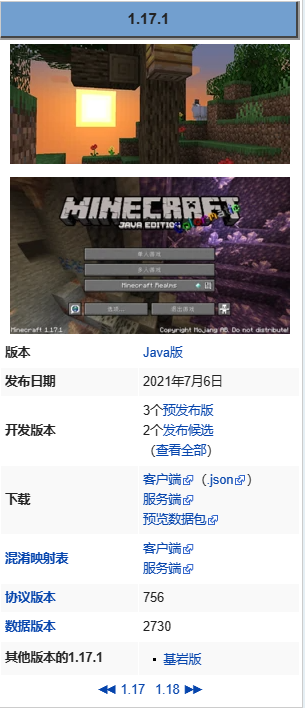 1.17.1
MINECRAFT
JAVA EDITION
单人游戏
多人游戏
Minecraft Realms
选项...
退出游戏
Minecraft 1.17.1
Copyright Mojang AB. Do not distribute!
版本 Java版
发布日期 2021年7月6日
开发版本
3个预发布版
2个发布候选
（查看全部）
下载
客户端（.json）
服务端
预览数据包
混淆映射表
客户端
服务端
协议版本 756
数据版本 2730
其他版本的1.17.1
基岩版
◀◀ 1.17 1.18 ▶▶